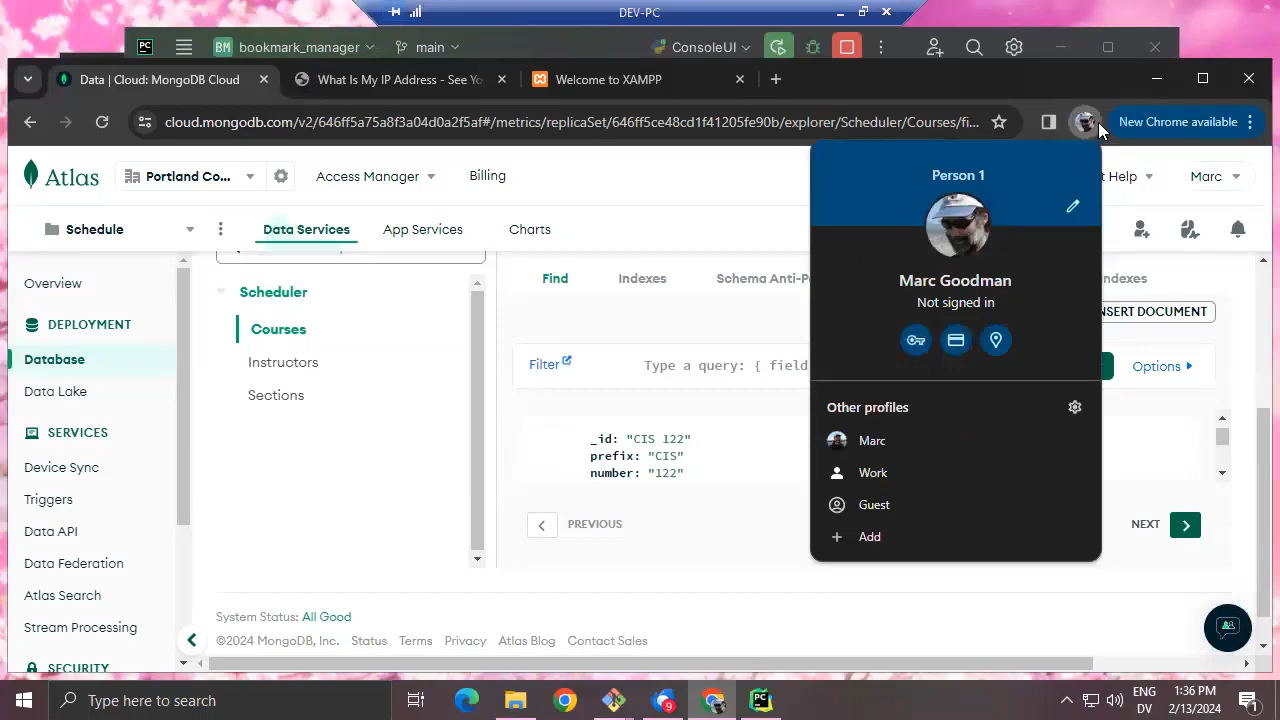 DEV-PC
PC
BM bookmark_manager
main
ConsoleUI
Data | Cloud: MongoDB Cloud
What Is My IP Address - See Yo
Welcome to XAMPP
cloud.mongodb.com/v2/646ff5a75a8f3a04d0a2f5af#/metrics/replicaSet/646ff5ce48cd1f41205fe90b/explorer/Scheduler/Courses/fi...
New Chrome available
Atlas
Portland Co...
Access Manager
Billing
t Help
Marc
Schedule
Data Services
App Services
Charts
Overview
DEPLOYMENT
Database
Data Lake
SERVICES
Device Sync
Triggers
Data API
Data Federation
Atlas Search
Stream Processing
SECURITY
Scheduler
Courses
Instructors
Sections
Find
Indexes
Schema Anti-Pa
ndexes
NSERT DOCUMENT
Filter
Type a query: { field
Options
_id: "CIS 122"
prefix: "CIS"
number: "122"
PREVIOUS
NEXT
System Status: All Good
©2024 MongoDB, Inc.
Status
Terms
Privacy
Atlas Blog
Contact Sales
Person 1
Marc Goodman
Not signed in
Other profiles
Marc
Work
Guest
Add
Type here to search
9
PC
ENG
DV
1:36 PM
2/13/2024
1